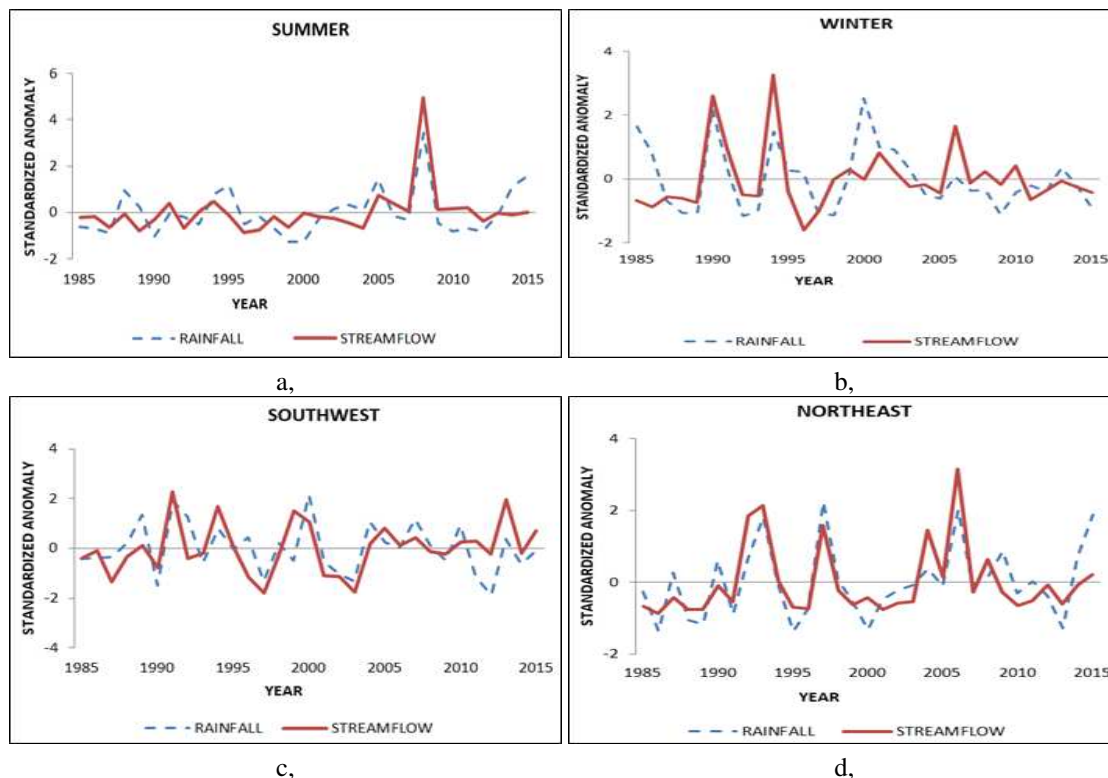 SUMMER
STANDARDIZED ANOMALY
6
4
2
0
-2
1985 1990 1995 2000 2005 2010 2015
YEAR
RAINFALL STREAMFLOW
a,
WINTER
STANDARDIZED ANOMALY
4
2
0
-2
1985 1990 1995 2000 2005 2010 2015
YEAR
RAINFALL STREAMFLOW
b,
SOUTHWEST
STANDARDIZED ANOMALY
4
2
0
-2
-4
1985 1990 1995 2000 2005 2010 2015
YEAR
RAINFALL STREAMFLOW
c,
NORTHEAST
STANDARDIZED ANOMALY
4
2
0
-2
1985 1990 1995 2000 2005 2010 2015
YEAR
RAINFALL STREAMFLOW
d,